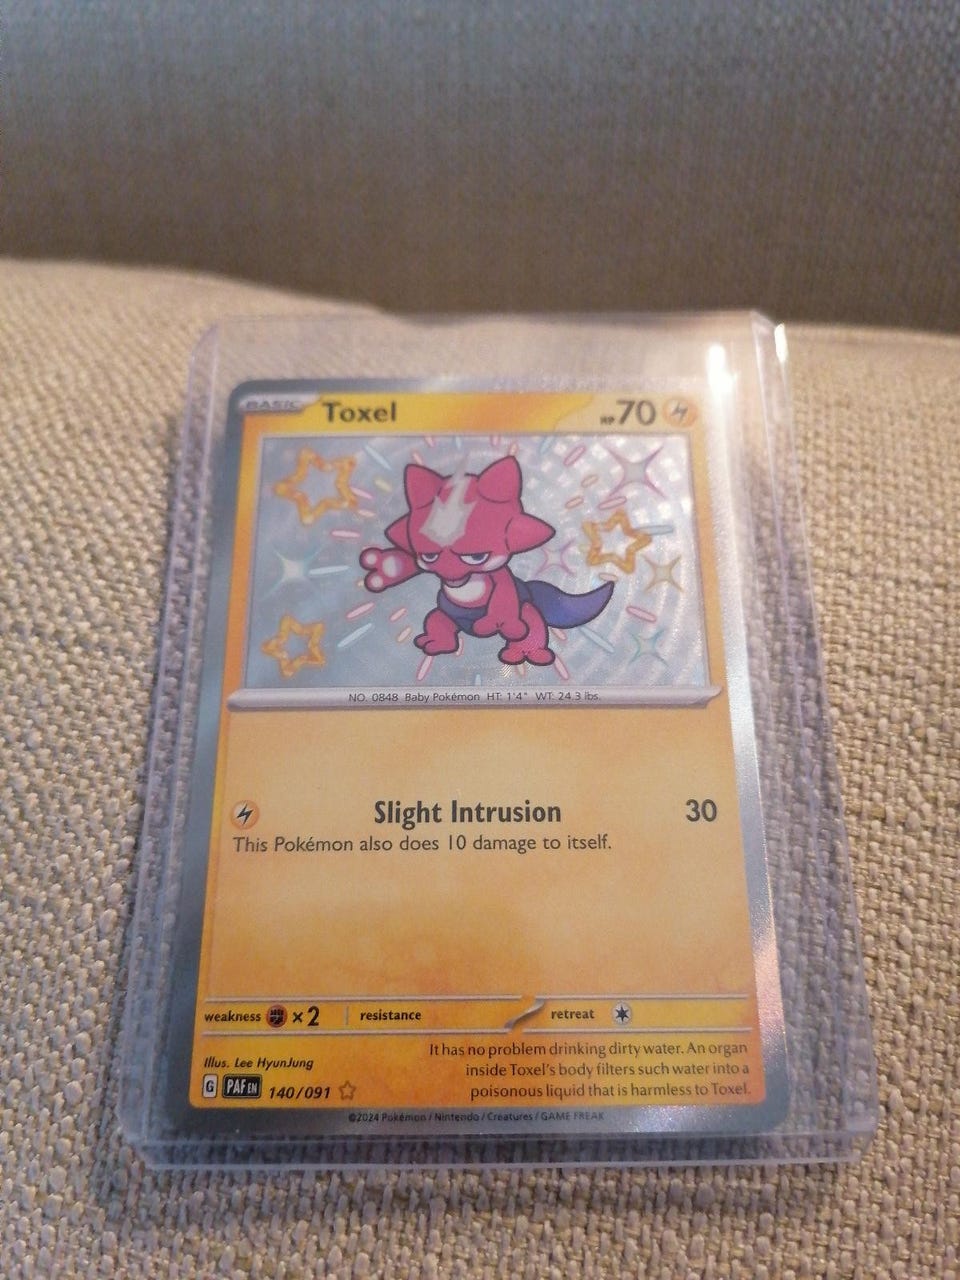 BASIC Toxel HP 70
NO. 0848 Baby Pokémon HT: 1'4" WT: 24.3 lbs.
Slight Intrusion 30
This Pokémon also does 10 damage to itself.
weakness ×2 resistance retreat
Illus. Lee HyunJung
It has no problem drinking dirty water. An organ
inside Toxel's body filters such water into a
poisonous liquid that is harmless to Toxel.
G PAF EN 140/091
©2024 Pokémon / Nintendo / Creatures / GAME FREAK